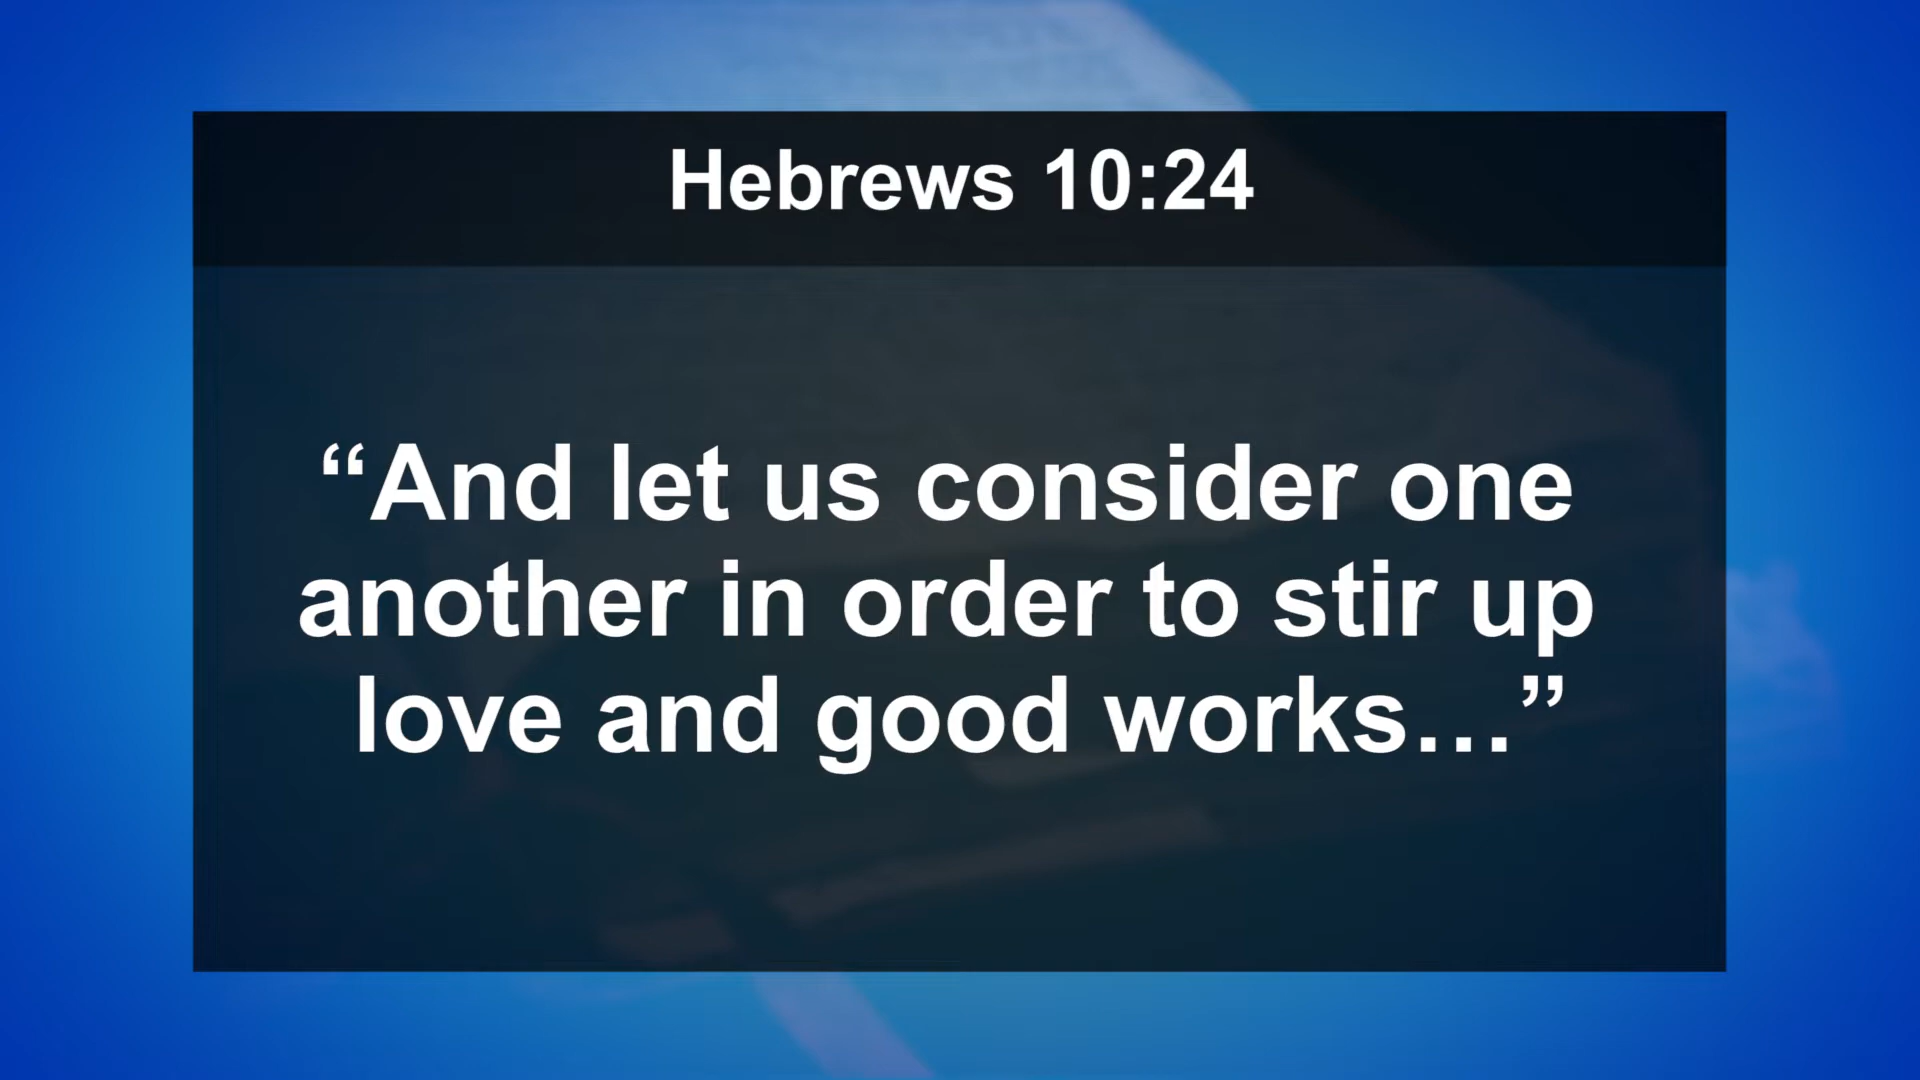 Hebrews 10:24
“And let us consider one
another in order to stir up
love and good works…”